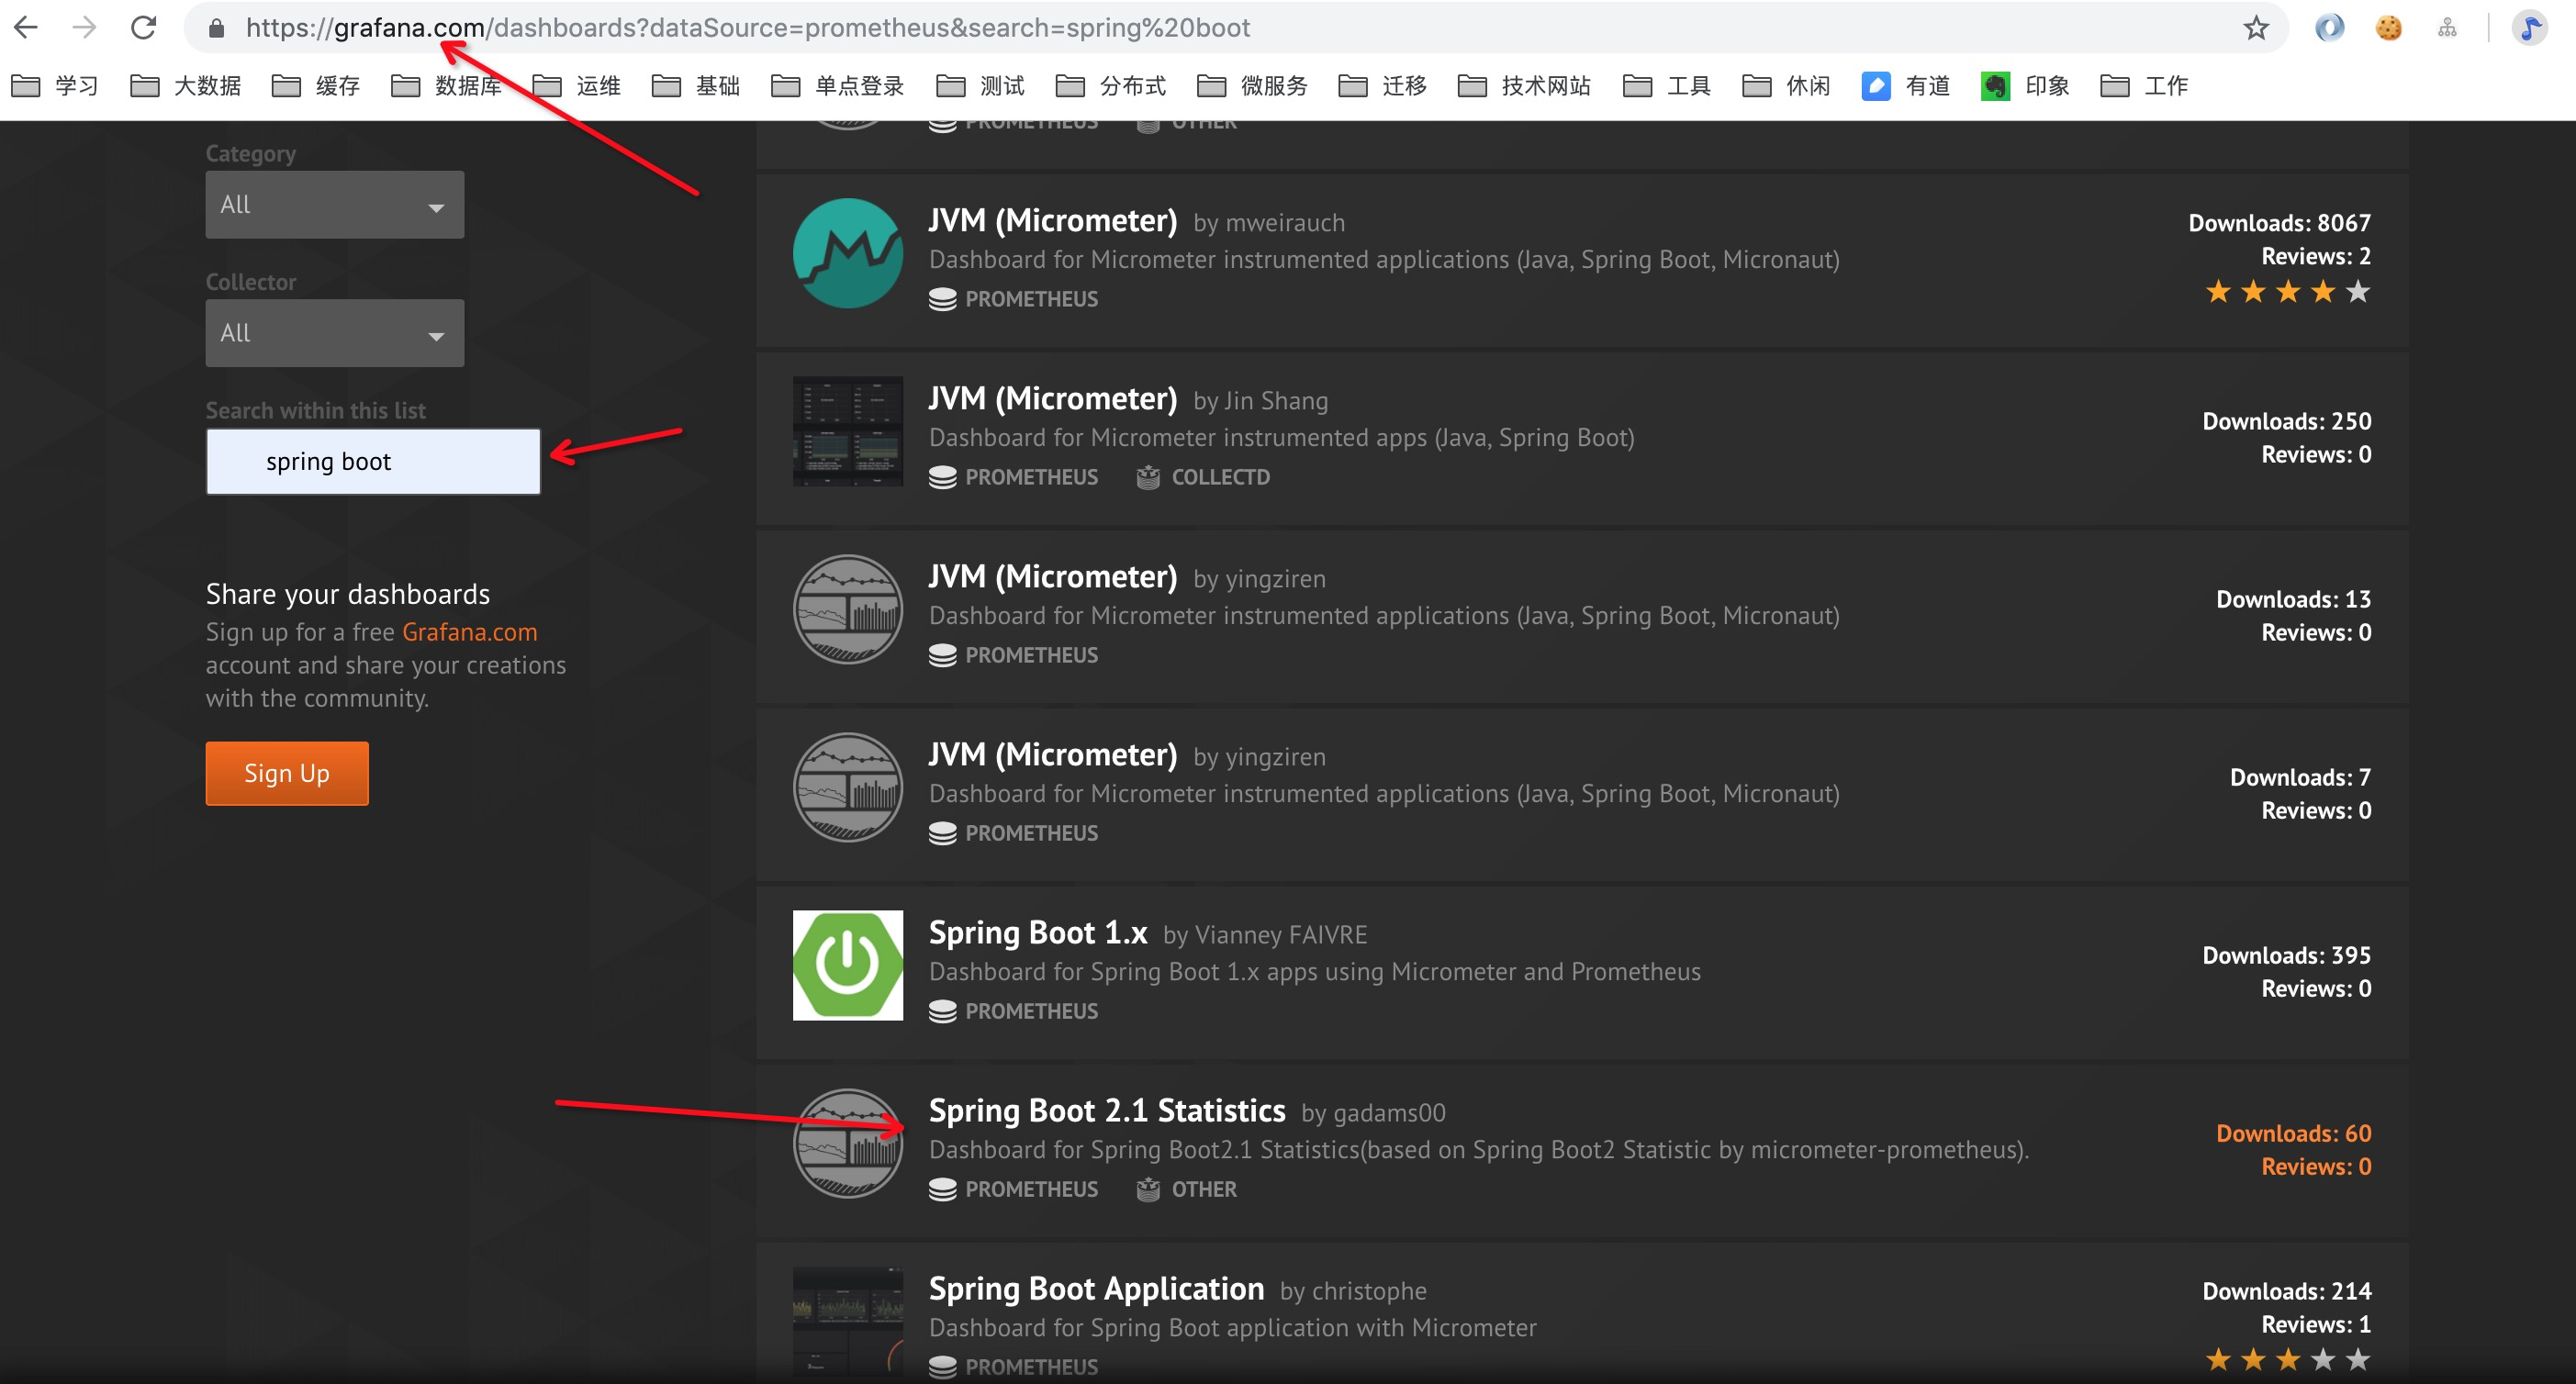 https://grafana.com/dashboards?dataSource=prometheus&search=spring%20boot
学习 大数据 缓存 数据库 运维 基础 单点登录 测试 分布式 微服务 迁移 技术网站 工具 休闲 有道 印象 工作
Category
All
Collector
All
Search within this list
spring boot
Share your dashboards
Sign up for a free Grafana.com
account and share your creations
with the community.
Sign Up
PROMETHEUS OTHER
JVM (Micrometer) by mweirauch
Dashboard for Micrometer instrumented applications (Java, Spring Boot, Micronaut)
PROMETHEUS
Downloads: 8067
Reviews: 2
JVM (Micrometer) by Jin Shang
Dashboard for Micrometer instrumented apps (Java, Spring Boot)
PROMETHEUS COLLECTD
Downloads: 250
Reviews: 0
JVM (Micrometer) by yingziren
Dashboard for Micrometer instrumented applications (Java, Spring Boot, Micronaut)
PROMETHEUS
Downloads: 13
Reviews: 0
JVM (Micrometer) by yingziren
Dashboard for Micrometer instrumented applications (Java, Spring Boot, Micronaut)
PROMETHEUS
Downloads: 7
Reviews: 0
Spring Boot 1.x by Vianney FAIVRE
Dashboard for Spring Boot 1.x apps using Micrometer and Prometheus
PROMETHEUS
Downloads: 395
Reviews: 0
Spring Boot 2.1 Statistics by gadams00
Dashboard for Spring Boot2.1 Statistics(based on Spring Boot2 Statistic by micrometer-prometheus).
PROMETHEUS OTHER
Downloads: 60
Reviews: 0
Spring Boot Application by christophe
Dashboard for Spring Boot application with Micrometer
PROMETHEUS
Downloads: 214
Reviews: 1